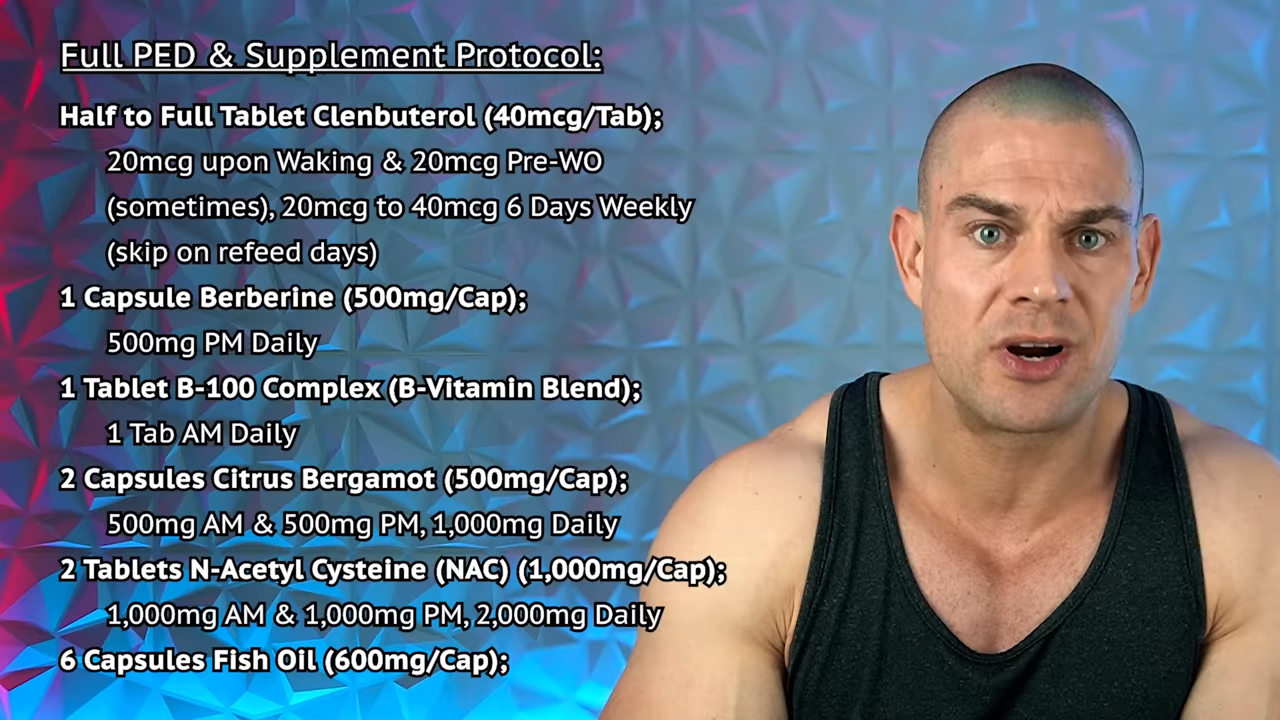 Full PED & Supplement Protocol:
Half to Full Tablet Clenbuterol (40mcg/Tab);
20mcg upon Waking & 20mcg Pre-WO
(sometimes), 20mcg to 40mcg 6 Days Weekly
(skip on refeed days)
1 Capsule Berberine (500mg/Cap);
500mg PM Daily
1 Tablet B-100 Complex (B-Vitamin Blend);
1 Tab AM Daily
2 Capsules Citrus Bergamot (500mg/Cap);
500mg AM & 500mg PM, 1,000mg Daily
2 Tablets N-Acetyl Cysteine (NAC) (1,000mg/Cap);
1,000mg AM & 1,000mg PM, 2,000mg Daily
6 Capsules Fish Oil (600mg/Cap);